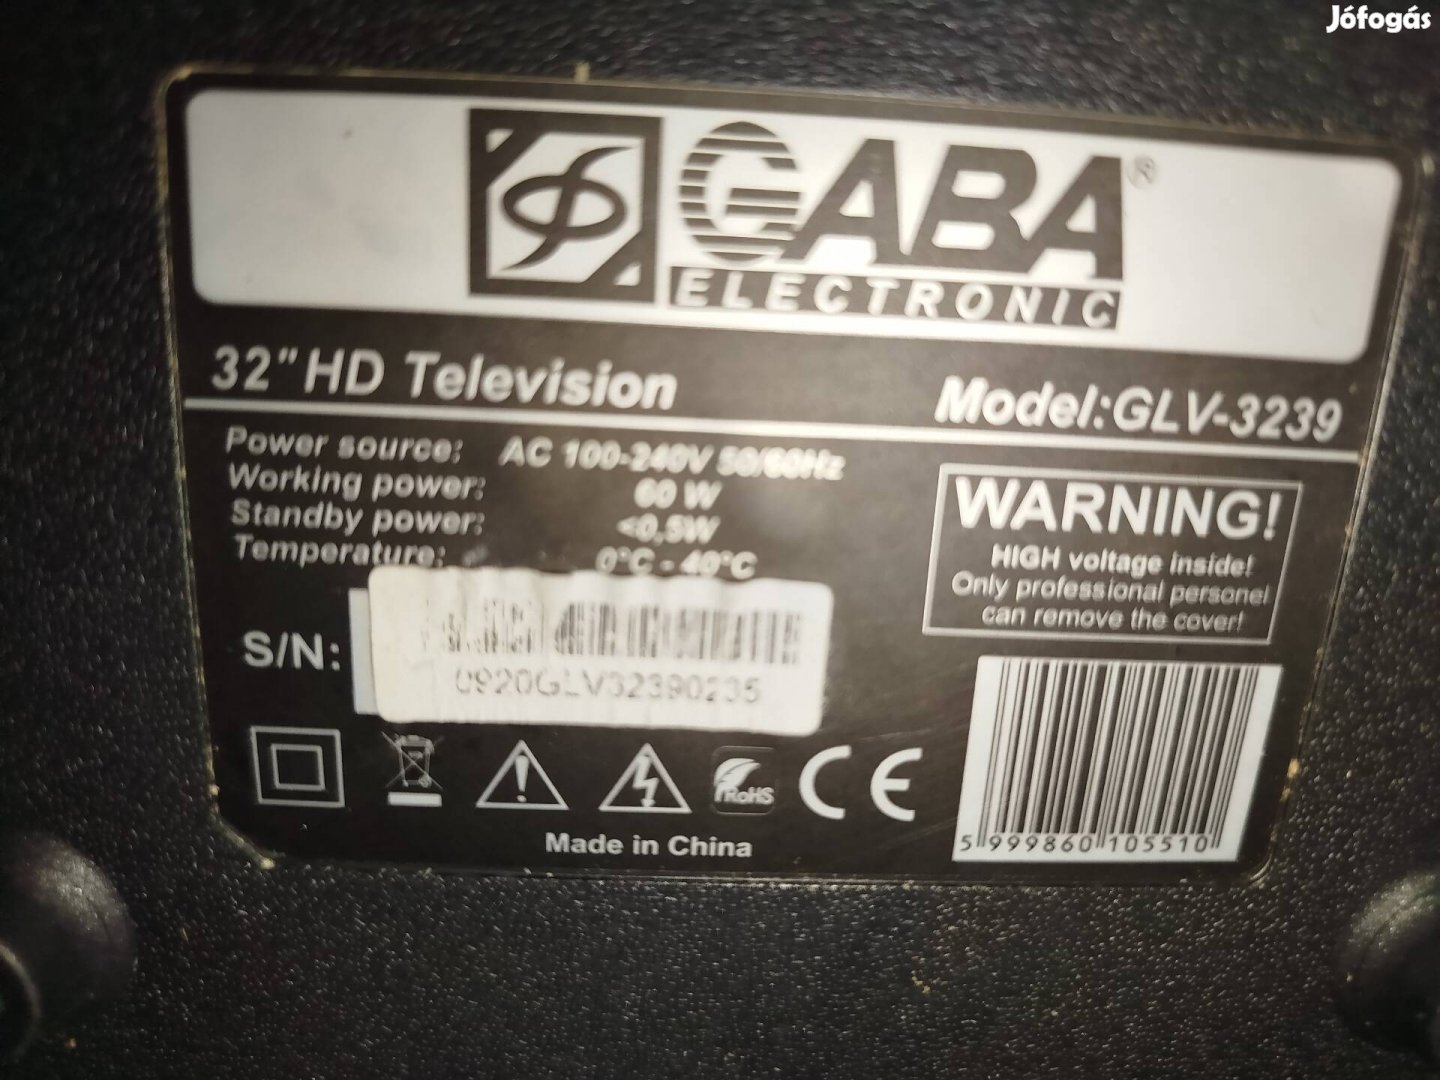 Jófogás
GABA®
ELECTRONIC
32" HD Television
Model:GLV-3239
Power source: AC 100-240V 50/60Hz
Working power: 60 W
Standby power: <0,5W
Temperature: 0°C - 40°C
WARNING!
HIGH voltage inside!
Only professional personel
can remove the cover!
S/N:
0920GLV32390235
RoHS
CE
Made in China
5 999860 105510